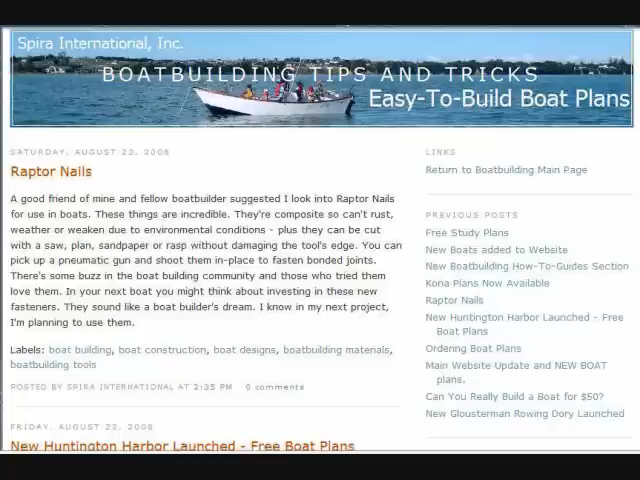 Spira International, Inc.
BOATBUILDING TIPS AND TRICKS
Easy-To-Build Boat Plans
SATURDAY, AUGUST 23, 2008
Raptor Nails
A good friend of mine and fellow boatbuilder suggested I look into Raptor Nails
for use in boats. These things are incredible. They're composite so can't rust,
weather or weaken due to environmental conditions - plus they can be cut
with a saw, plan, sandpaper or rasp without damaging the tool's edge. You can
pick up a pneumatic gun and shoot them in-place to fasten bonded joints.
There's some buzz in the boat building community and those who tried them
love them. In your next boat you might think about investing in these new
fasteners. They sound like a boat builder's dream. I know in my next project,
I'm planning to use them.
Labels: boat building, boat construction, boat designs, boatbuilding materials,
boatbuilding tools
POSTED BY SPIRA INTERNATIONAL AT 2:35 PM 0 comments
FRIDAY, AUGUST 22, 2008
New Huntington Harbor Launched - Free Boat Plans
LINKS
Return to Boatbuilding Main Page
PREVIOUS POSTS
Free Study Plans
New Boats added to Website
New Boatbuilding How-To-Guides Section
Kona Plans Now Available
Raptor Nails
New Huntington Harbor Launched - Free
Boat Plans
Ordering Boat Plans
Main Website Update and NEW BOAT
plans.
Can You Really Build a Boat for $50?
New Glousterman Rowing Dory Launched